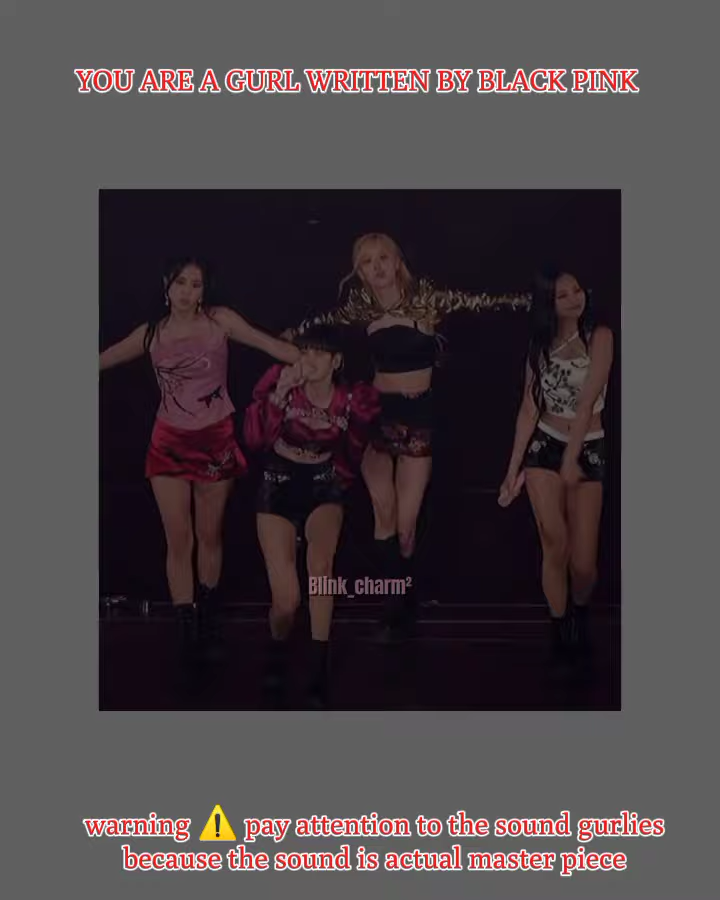 YOU ARE A GURL WRITTEN BY BLACK PINK
Blink_charm²
warning ⚠️ pay attention to the sound gurlies
because the sound is actual master piece